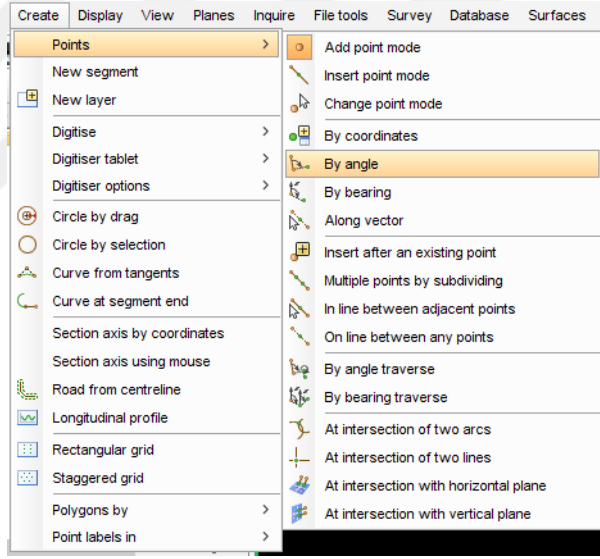 Create Display View Planes Inquire File tools Survey Database Surfaces
Points
New segment
New layer
Digitise
Digitiser tablet
Digitiser options
Circle by drag
Circle by selection
Curve from tangents
Curve at segment end
Section axis by coordinates
Section axis using mouse
Road from centreline
Longitudinal profile
Rectangular grid
Staggered grid
Polygons by
Point labels in
Add point mode
Insert point mode
Change point mode
By coordinates
By angle
By bearing
Along vector
Insert after an existing point
Multiple points by subdividing
In line between adjacent points
On line between any points
By angle traverse
By bearing traverse
At intersection of two arcs
At intersection of two lines
At intersection with horizontal plane
At intersection with vertical plane